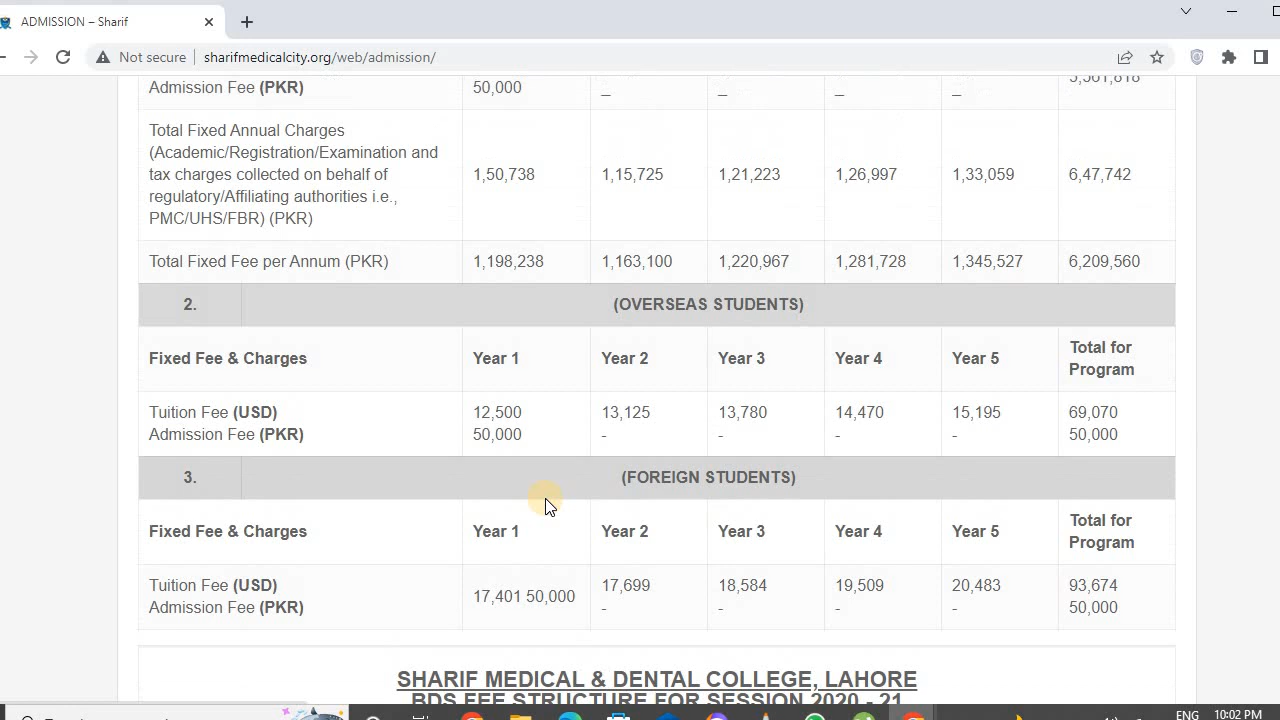 ADMISSION – Sharif
Not secure sharifmedicalcity.org/web/admission/
Admission Fee (PKR) 50,000 _ _ _ _
Total Fixed Annual Charges
(Academic/Registration/Examination and
tax charges collected on behalf of 1,50,738 1,15,725 1,21,223 1,26,997 1,33,059 6,47,742
regulatory/Affiliating authorities i.e.,
PMC/UHS/FBR) (PKR)
Total Fixed Fee per Annum (PKR) 1,198,238 1,163,100 1,220,967 1,281,728 1,345,527 6,209,560
2. (OVERSEAS STUDENTS)
Fixed Fee & Charges Year 1 Year 2 Year 3 Year 4 Year 5 Total for Program
Tuition Fee (USD) 12,500 13,125 13,780 14,470 15,195 69,070
Admission Fee (PKR) 50,000 - - - - 50,000
3. (FOREIGN STUDENTS)
Fixed Fee & Charges Year 1 Year 2 Year 3 Year 4 Year 5 Total for Program
Tuition Fee (USD) 17,401 50,000 17,699 18,584 19,509 20,483 93,674
Admission Fee (PKR) - - - - 50,000
SHARIF MEDICAL & DENTAL COLLEGE, LAHORE
BDS FEE STRUCTURE FOR SESSION 2020 - 21
ENG 10:02 PM